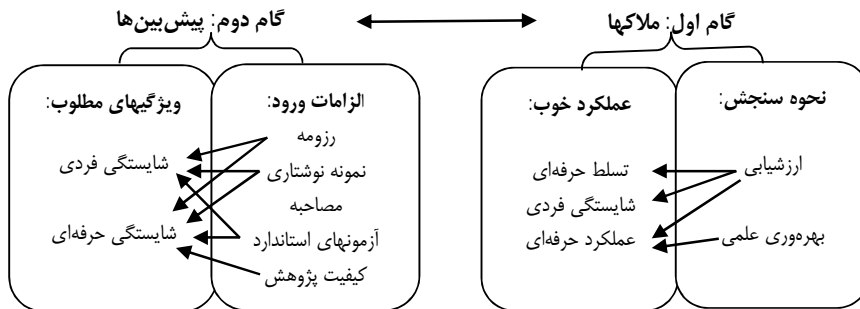 گام اول: ملاکها
گام دوم: پیش‌بین‌ها
نحوه سنجش:
ارزشیابی
بهره‌وری علمی
عملکرد خوب:
تسلط حرفه‌ای
شایستگی فردی
عملکرد حرفه‌ای
الزامات ورود:
رزومه
نمونه نوشتاری
مصاحبه
آزمونهای استاندارد
کیفیت پژوهش
ویژگیهای مطلوب:
شایستگی فردی
شایستگی حرفه‌ای